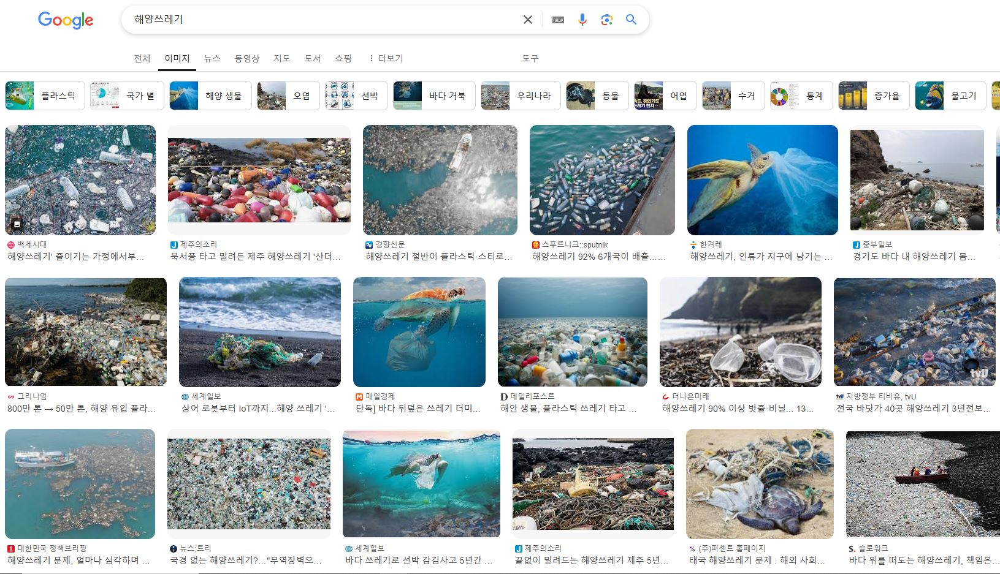 Google
해양쓰레기
전체 이미지 뉴스 동영상 지도 도서 쇼핑 더보기 도구
플라스틱 국가 별 해양 생물 오염 선박 바다 거북 우리나라 동물 어업 수거 통계 증가율 물고기
백세시대
해양쓰레기' 줄이기는 가정에서부...
제주의소리
북서풍 타고 밀려든 제주 해양쓰레기 '산더...
경향신문
해양쓰레기 절반이 플라스틱·스티로...
스푸트니크::sputnik
해양쓰레기 92% 6개국이 배출......
한겨레
해양쓰레기, 인류가 지구에 남기는 ...
중부일보
경기도 바다 내 해양쓰레기 몸...
그리니엄
800만 톤 → 50만 톤, 해양 유입 플라...
세계일보
상어 로봇부터 IoT까지...해양 쓰레기 '...
매일경제
단독] 바다 뒤덮은 쓰레기 더미...
데일리포스트
해안 생물, 플라스틱 쓰레기 타고 ...
더나은미래
해양쓰레기 90% 이상 밧줄·비닐... 13...
tvU
지방정부 티비유, tvU
전국 바닷가 40곳 해양쓰레기 3년전보...
대한민국 정책브리핑
해양쓰레기 문제, 얼마나 심각하며 ...
뉴스;트리
국경 없는 해양쓰레기?..."무역장벽으...
세계일보
바다 쓰레기로 선박 감김사고 5년간 ...
제주의소리
끝없이 밀려드는 해양쓰레기 제주 5년...
(주)퍼센트 홈페이지
태국 해양쓰레기 문제 : 해외 사회...
슬로워크
바다 위를 떠도는 해양쓰레기, 책임은...